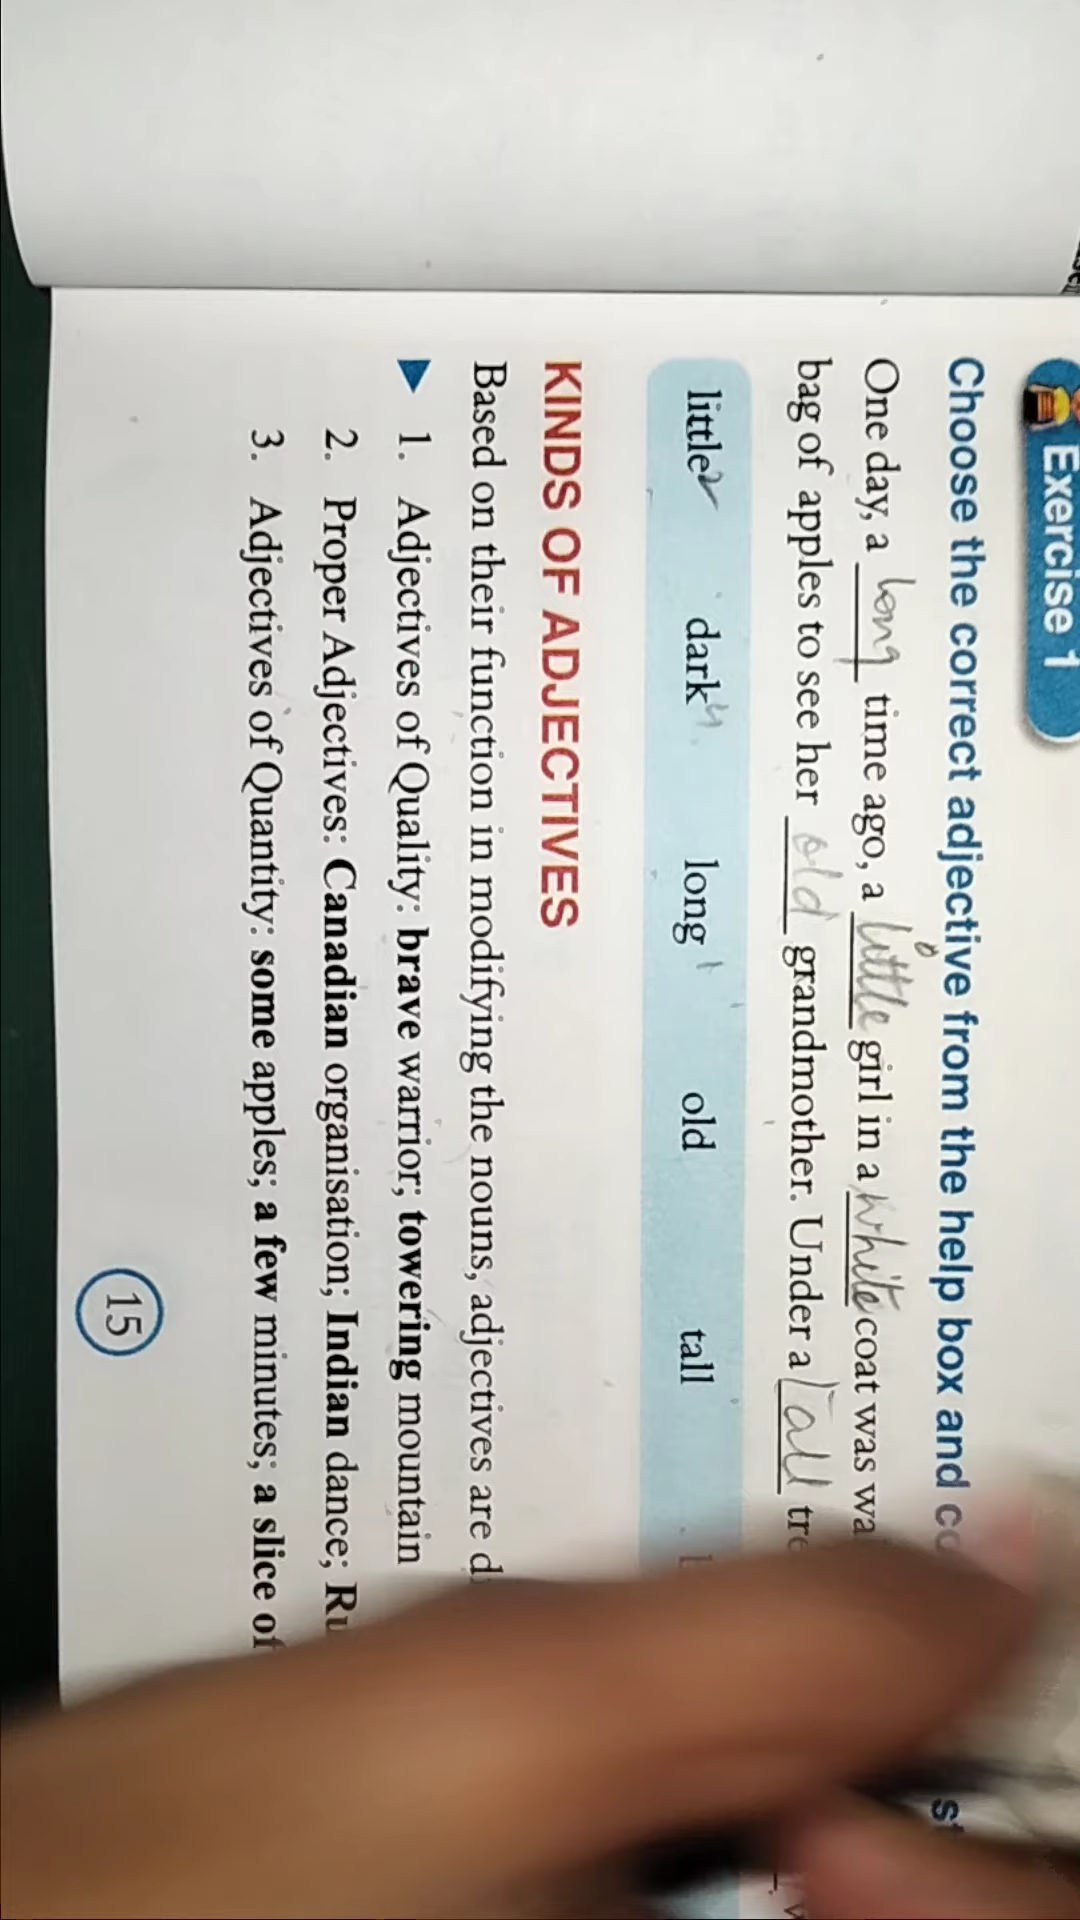 Exercise 1
Choose the correct adjective from the help box and
One day, a long time ago, a little girl in a white coat was
bag of apples to see her old grandmother. Under a Tall
little 2 dark 4 long 1 old tall
KINDS OF ADJECTIVES
Based on their function in modifying the nouns, adjectives are
1. Adjectives of Quality: brave warrior; towering mountain
2. Proper Adjectives: Canadian organisation; Indian dance;
3. Adjectives of Quantity: some apples; a few minutes; a slice of
15